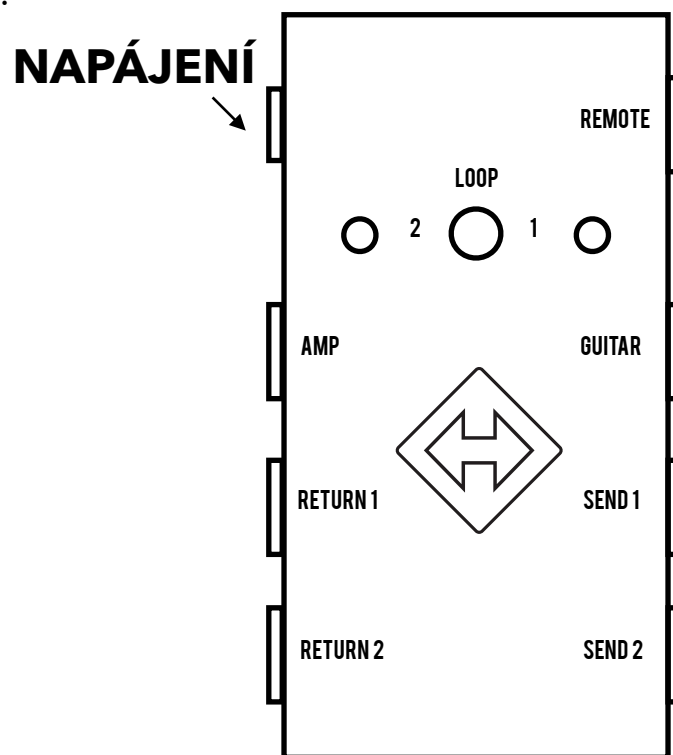 .
NAPÁJENÍ
REMOTE
LOOP
2 1
AMP GUITAR
RETURN 1 SEND 1
RETURN 2 SEND 2